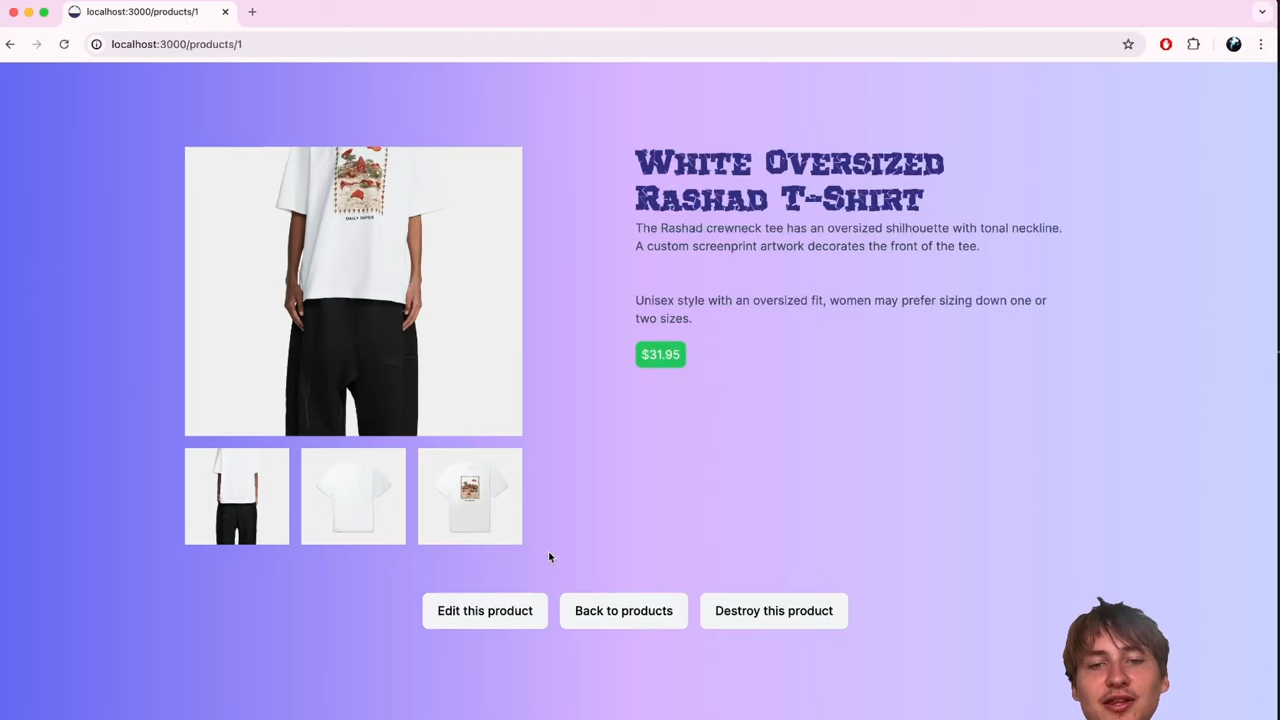 localhost:3000/products/1
localhost:3000/products/1
DAILY PAPER
White Oversized
Rashad T-Shirt
The Rashad crewneck tee has an oversized shilhouette with tonal neckline.
A custom screenprint artwork decorates the front of the tee.
Unisex style with an oversized fit, women may prefer sizing down one or
two sizes.
$31.95
Edit this product
Back to products
Destroy this product